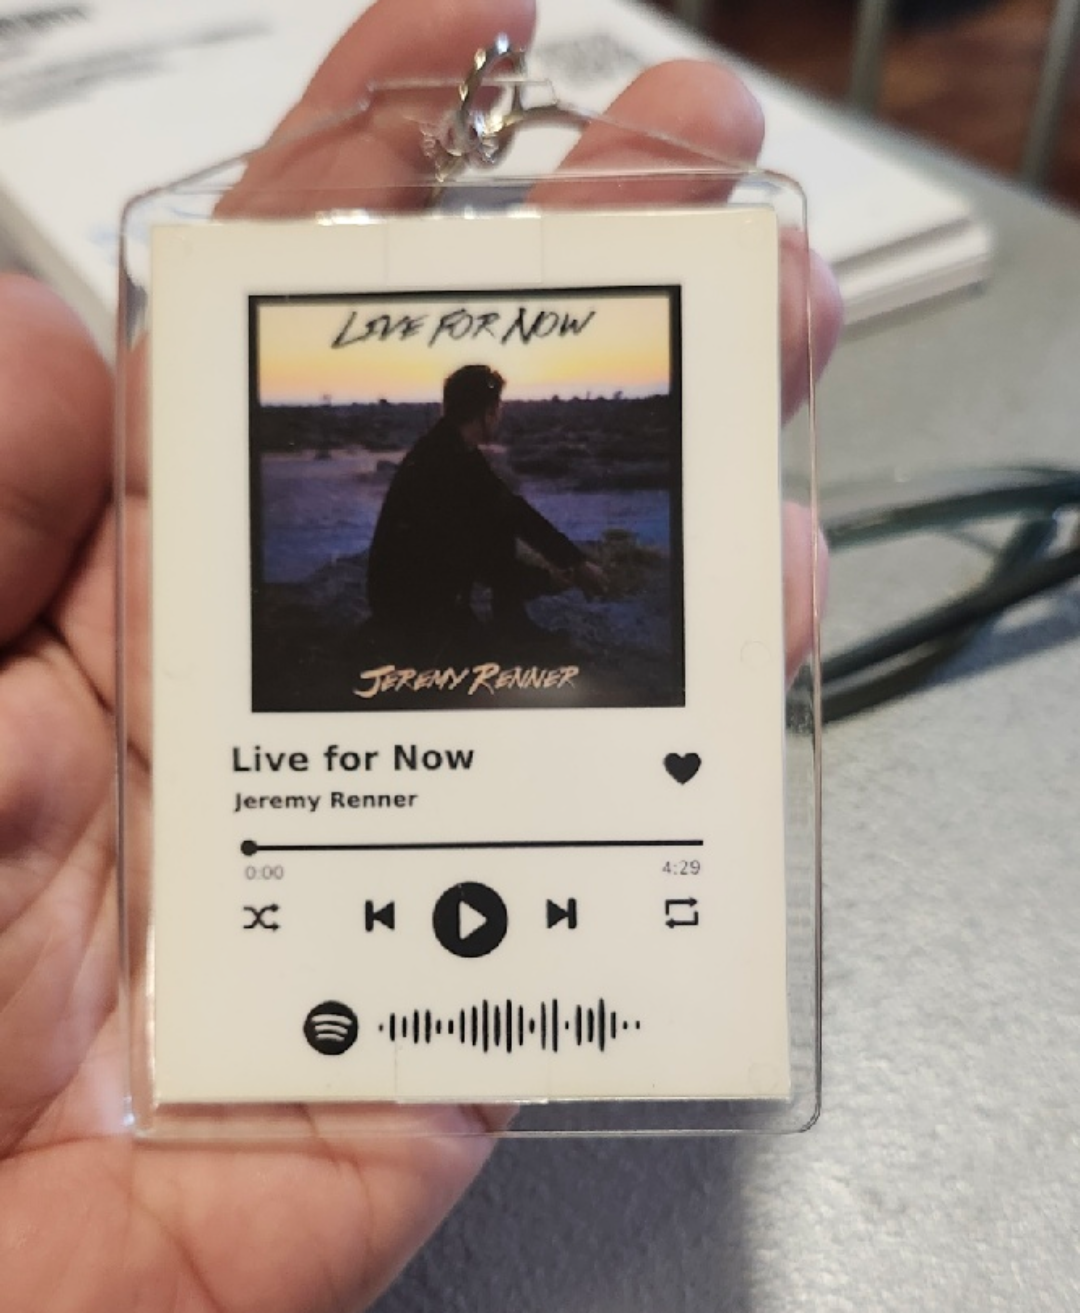 LIVE FOR NOW
JEREMY RENNER
Live for Now
Jeremy Renner
0:00
4:29